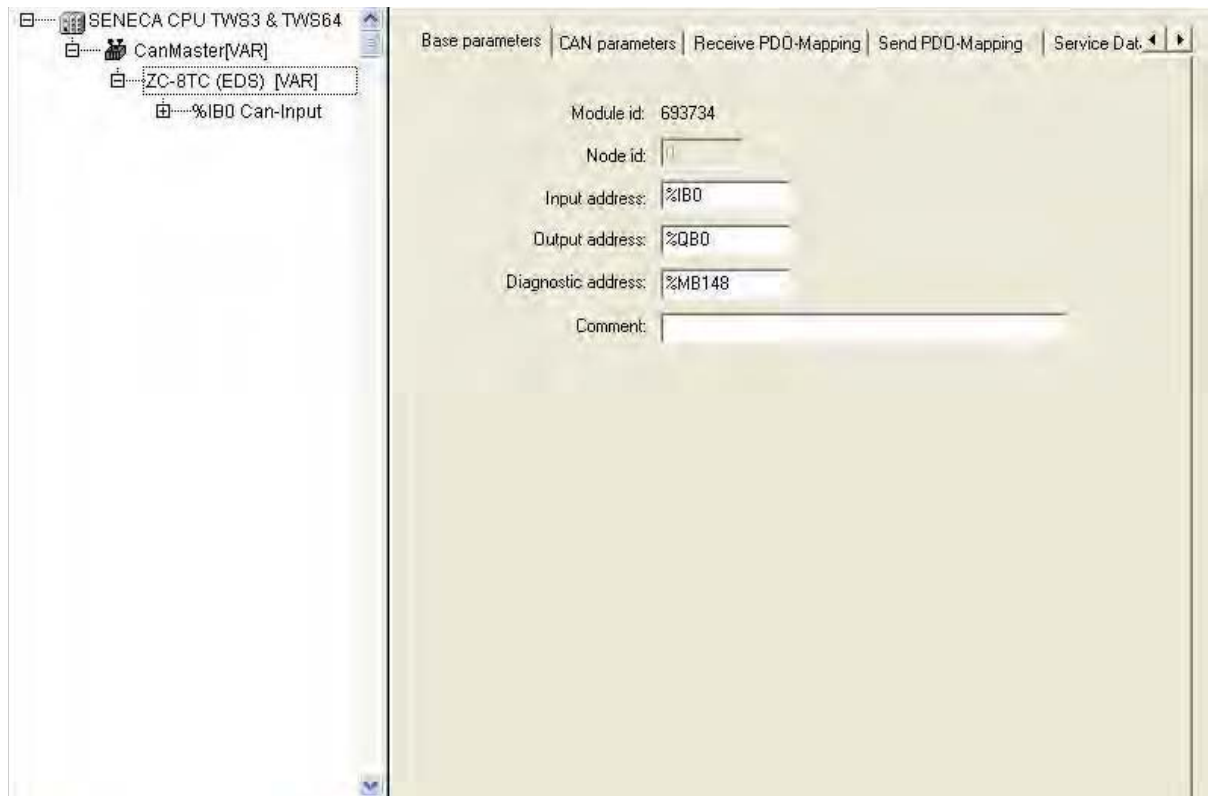 SENECA CPU TWS3 & TWS64
CanMaster[VAR]
ZC-8TC (EDS) [VAR]
%IB0 Can-Input
Base parameters CAN parameters Receive PDO-Mapping Send PDO-Mapping Service Dat
Module id: 693734
Node id: 0
Input address: %IB0
Output address: %QB0
Diagnostic address: %MB148
Comment: